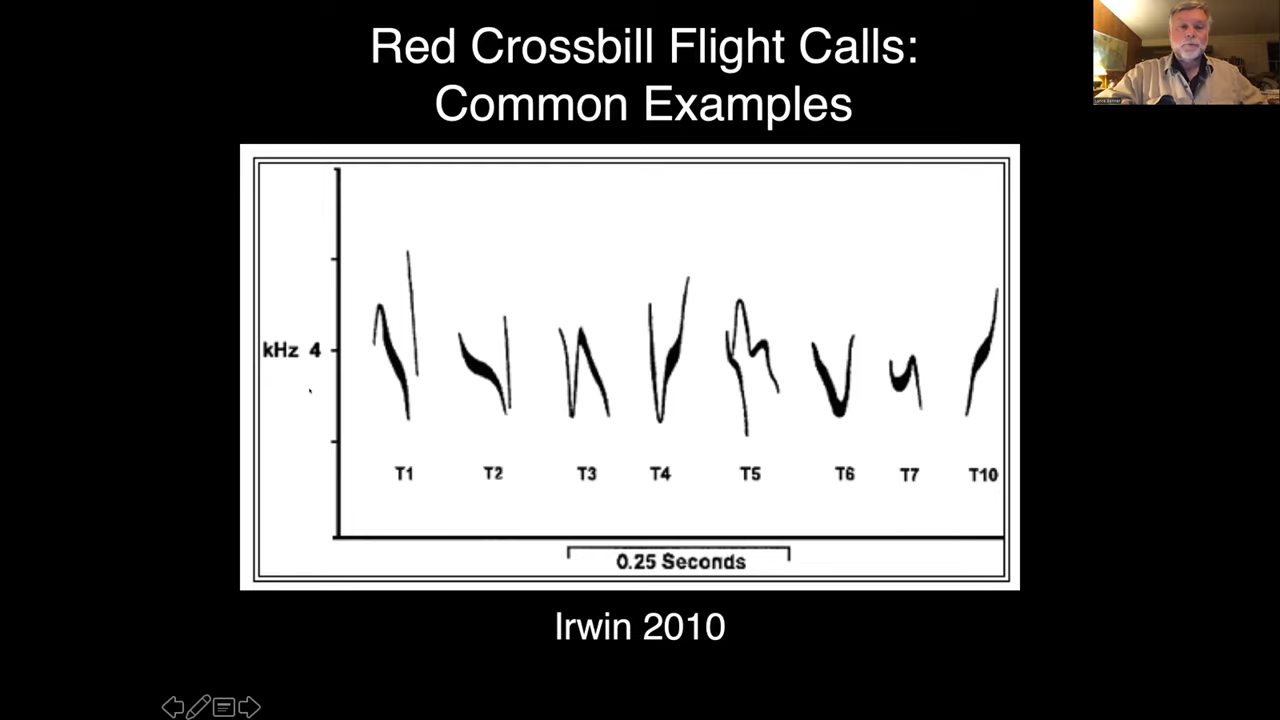 Red Crossbill Flight Calls:
Common Examples
kHz 4
T1 T2 T3 T4 T5 T6 T7 T10
0.25 Seconds
Irwin 2010